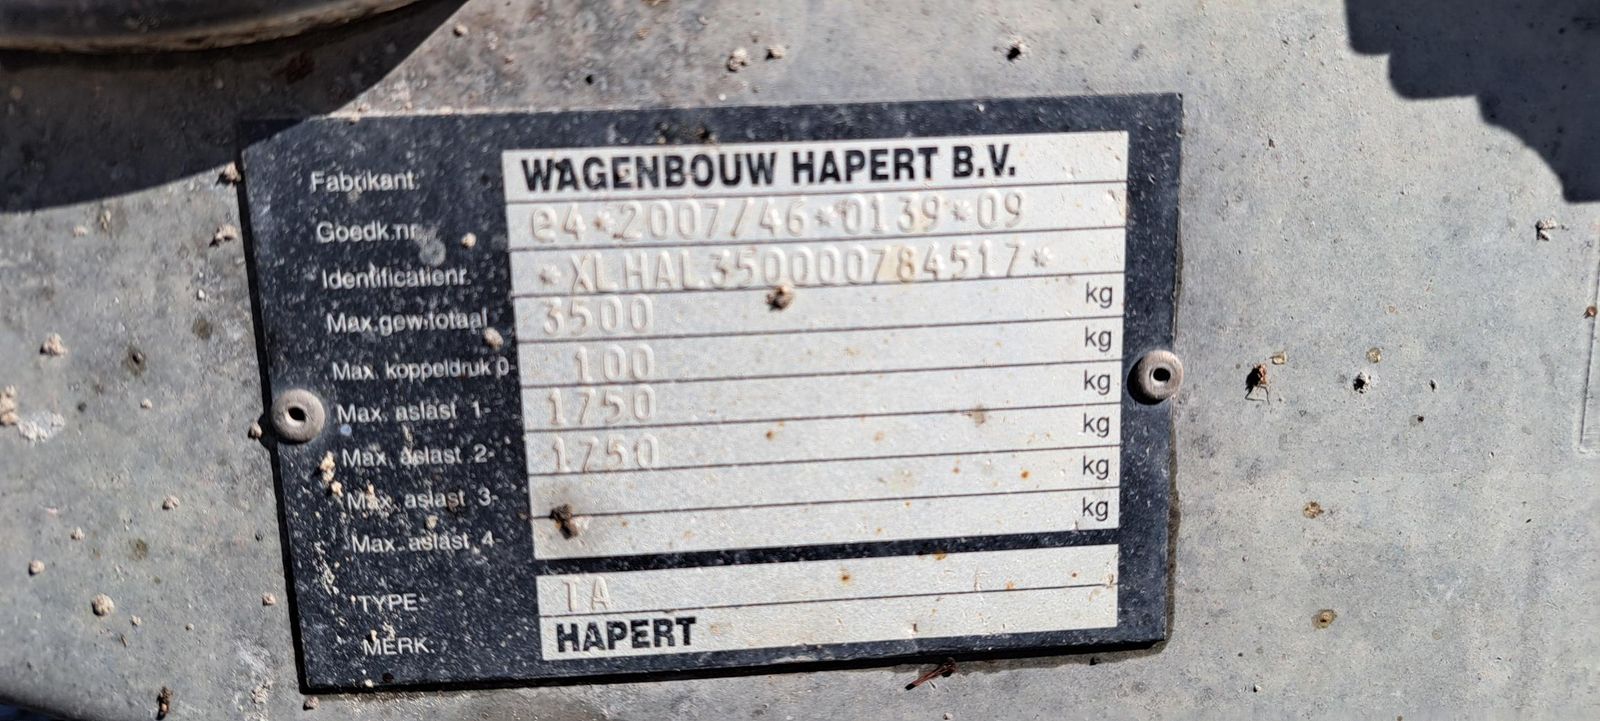 Fabrikant: WAGENBOUW HAPERT B.V.
Goedk.nr. e4*2007/46*0139*09
Identificatienr. *XLHAL350000784517*
Max.gew.totaal 3500 kg
Max. koppeldruk 0- 100 kg
Max. aslast 1- 1750 kg
Max. aslast 2- 1750 kg
Max. aslast 3- kg
Max. aslast 4- kg
TYPE: TA
MERK: HAPERT